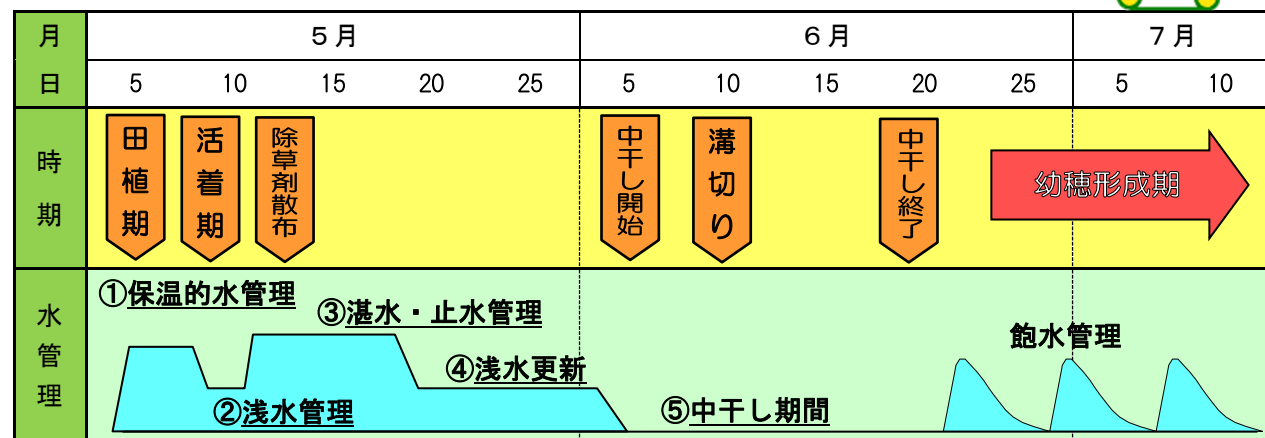 月 5月 6月 7月
日 5 10 15 20 25 5 10 15 20 25 5 10
時期
田植期
活着期
除草剤散布
中干し開始
溝切り
中干し終了
幼穂形成期
水管理
①保温的水管理
③湛水・止水管理
飽水管理
④浅水更新
②浅水管理
⑤中干し期間